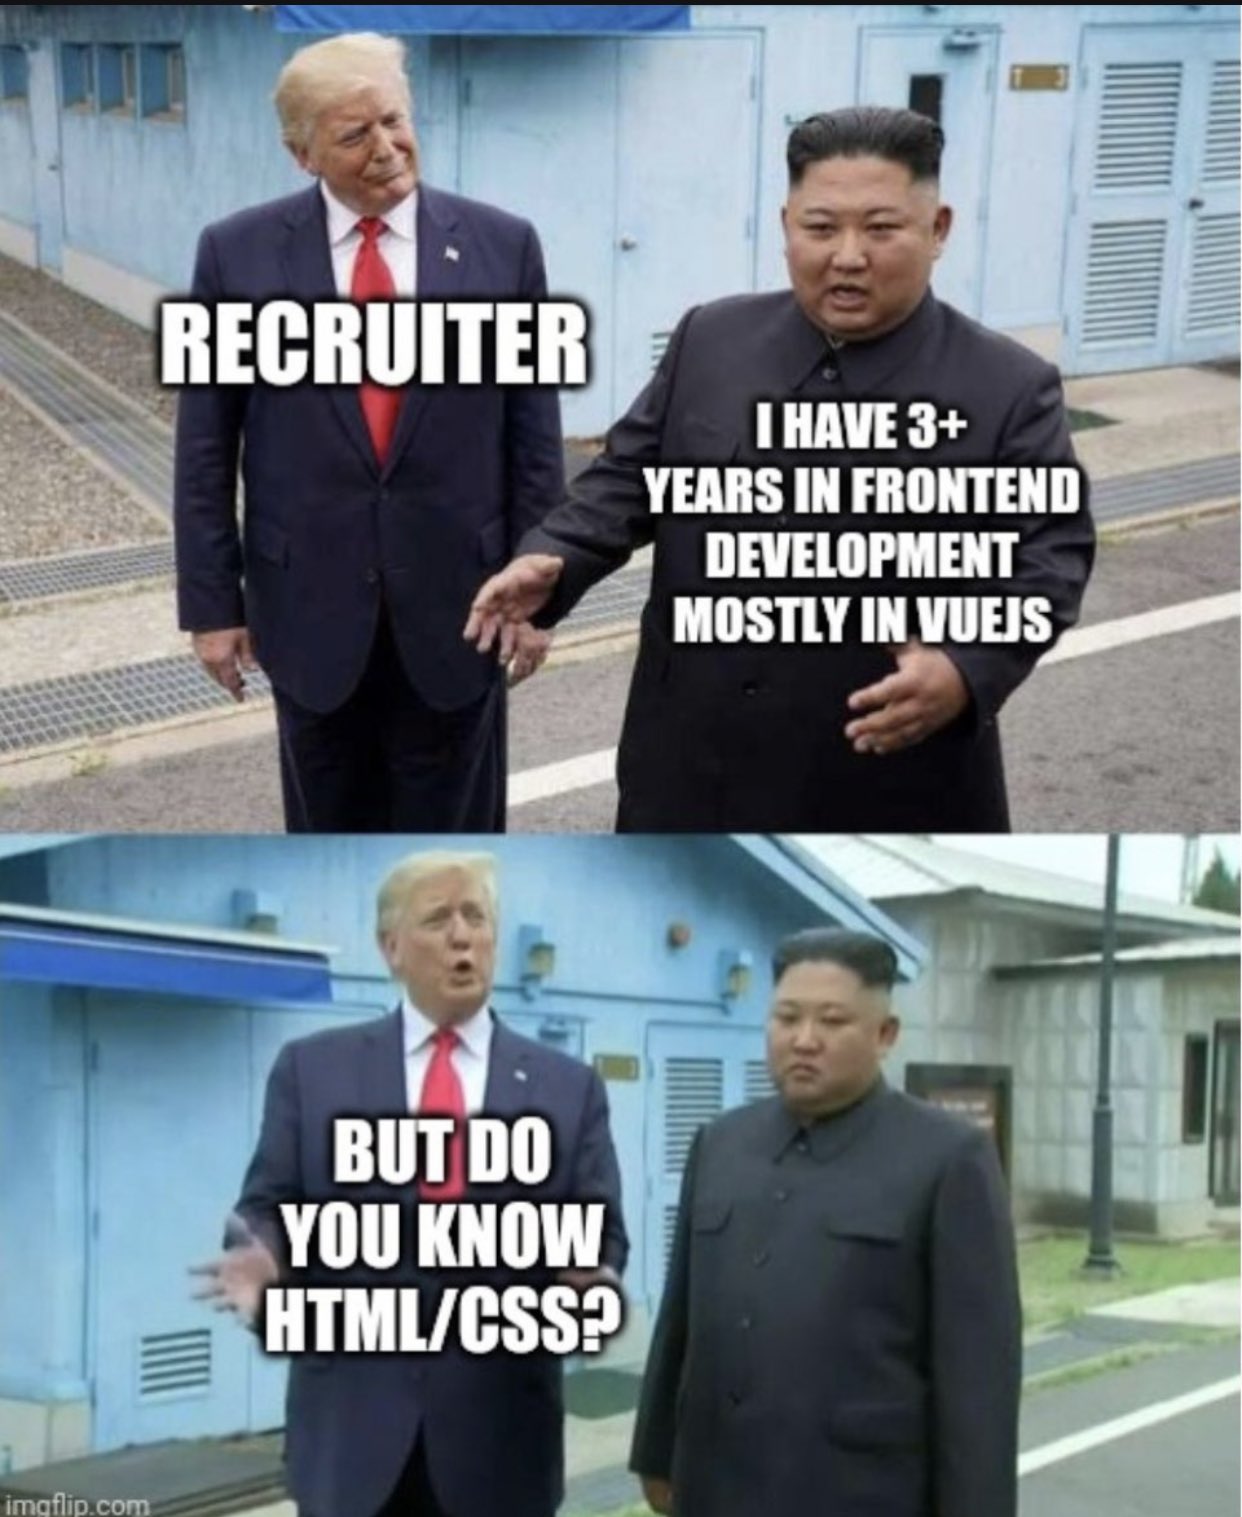 RECRUITER
I HAVE 3+
YEARS IN FRONTEND
DEVELOPMENT
MOSTLY IN VUEJS
BUT DO
YOU KNOW
HTML/CSS?
imgflip.com